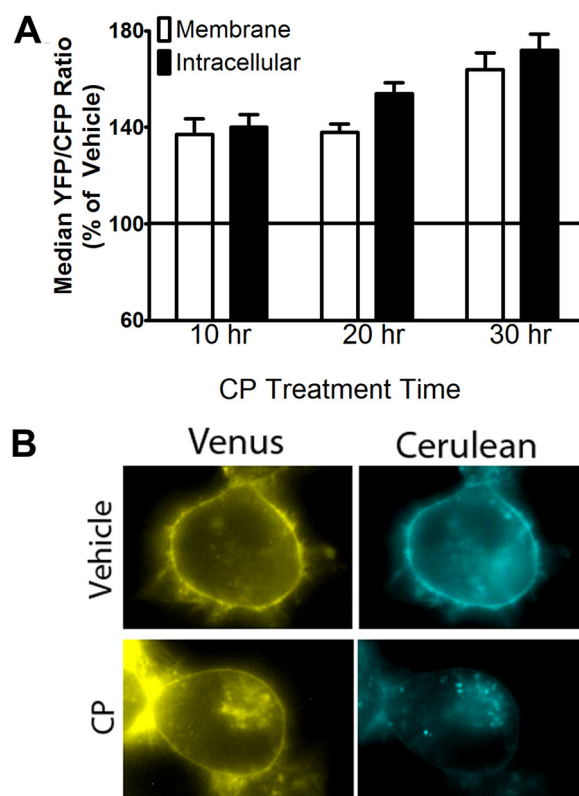 A
Membrane
Intracellular
Median YFP/CFP Ratio
(% of Vehicle)
180
140
100
60
10 hr 20 hr 30 hr
CP Treatment Time
B
Venus Cerulean
Vehicle
CP